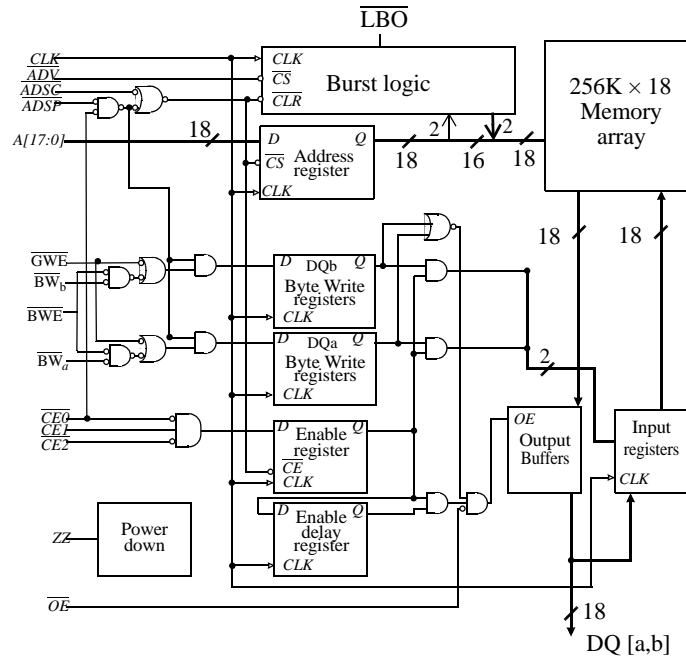 LBO
CLK
ADV
ADSC
ADSP
A[17:0]
18
CLK
CS
CLR
Burst logic
2
2
D
Q
CS
Address
register
CLK
18
16
18
256K × 18
Memory
array
18
18
GWE
BWb
BWE
BWa
D
DQb
Q
Byte Write
registers
CLK
D
DQa
Q
Byte Write
registers
CLK
2
CE0
CE1
CE2
D
Q
Enable
register
CE
CLK
D
Q
Enable
delay
register
CLK
OE
Output
Buffers
Input
registers
CLK
ZZ
Power
down
OE
18
DQ [a,b]